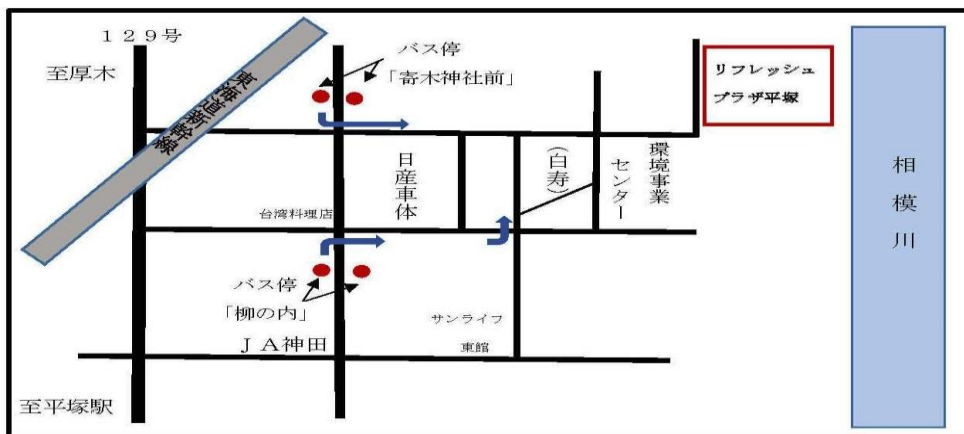 129号
至厚木
東海道新幹線
バス停
「寄木神社前」
リフレッシュ
プラザ平塚
日産車体
(白寿)
環境事業
センター
相模川
台湾料理店
バス停
「柳の内」
サンライフ
東館
JA神田
至平塚駅